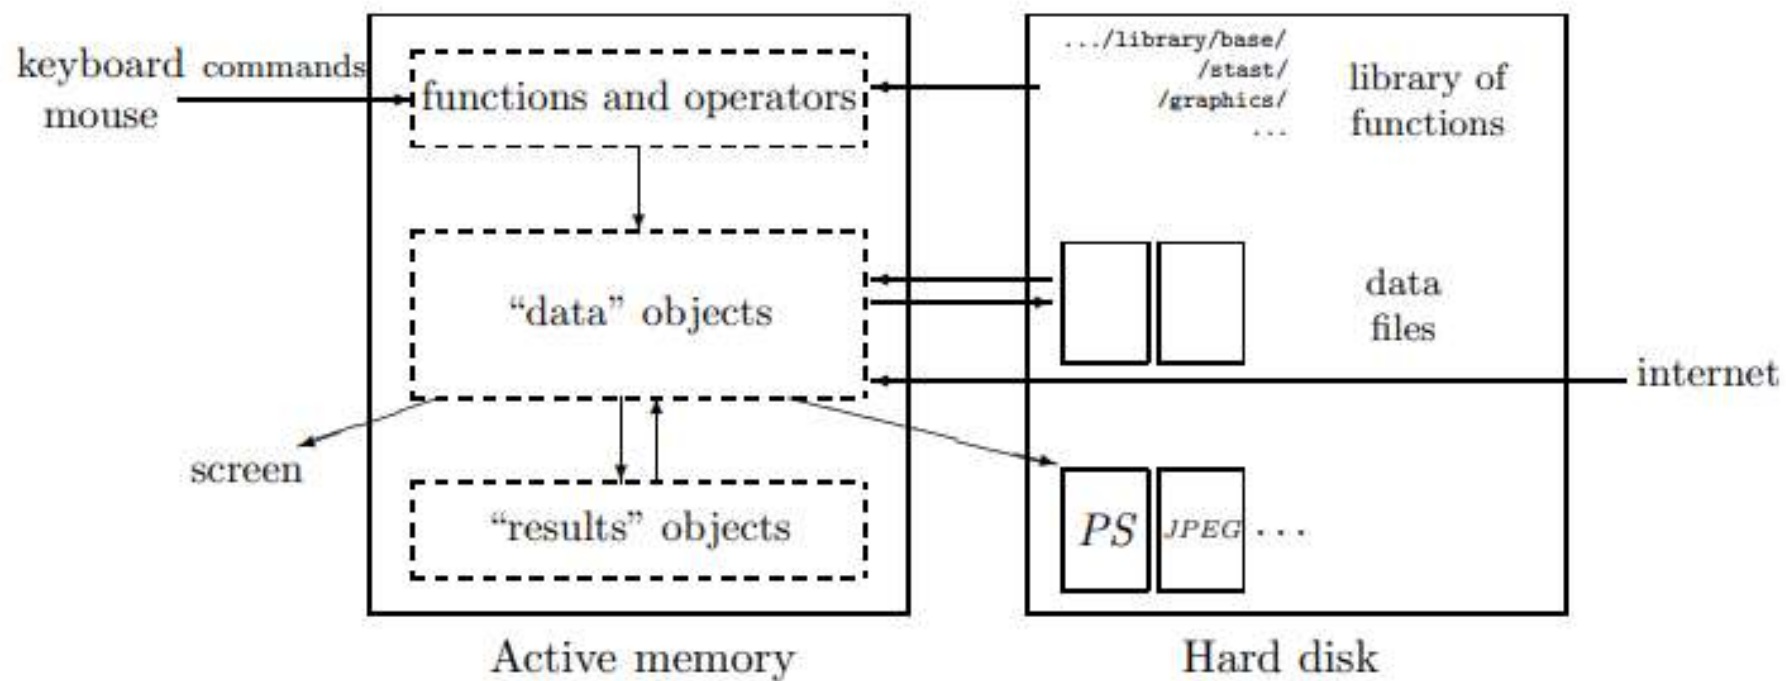 keyboard commands
mouse
functions and operators
“data” objects
“results” objects
screen
Active memory
.../library/base/
/stast/
/graphics/
...
library of
functions
data
files
internet
PS
JPEG ...
Hard disk